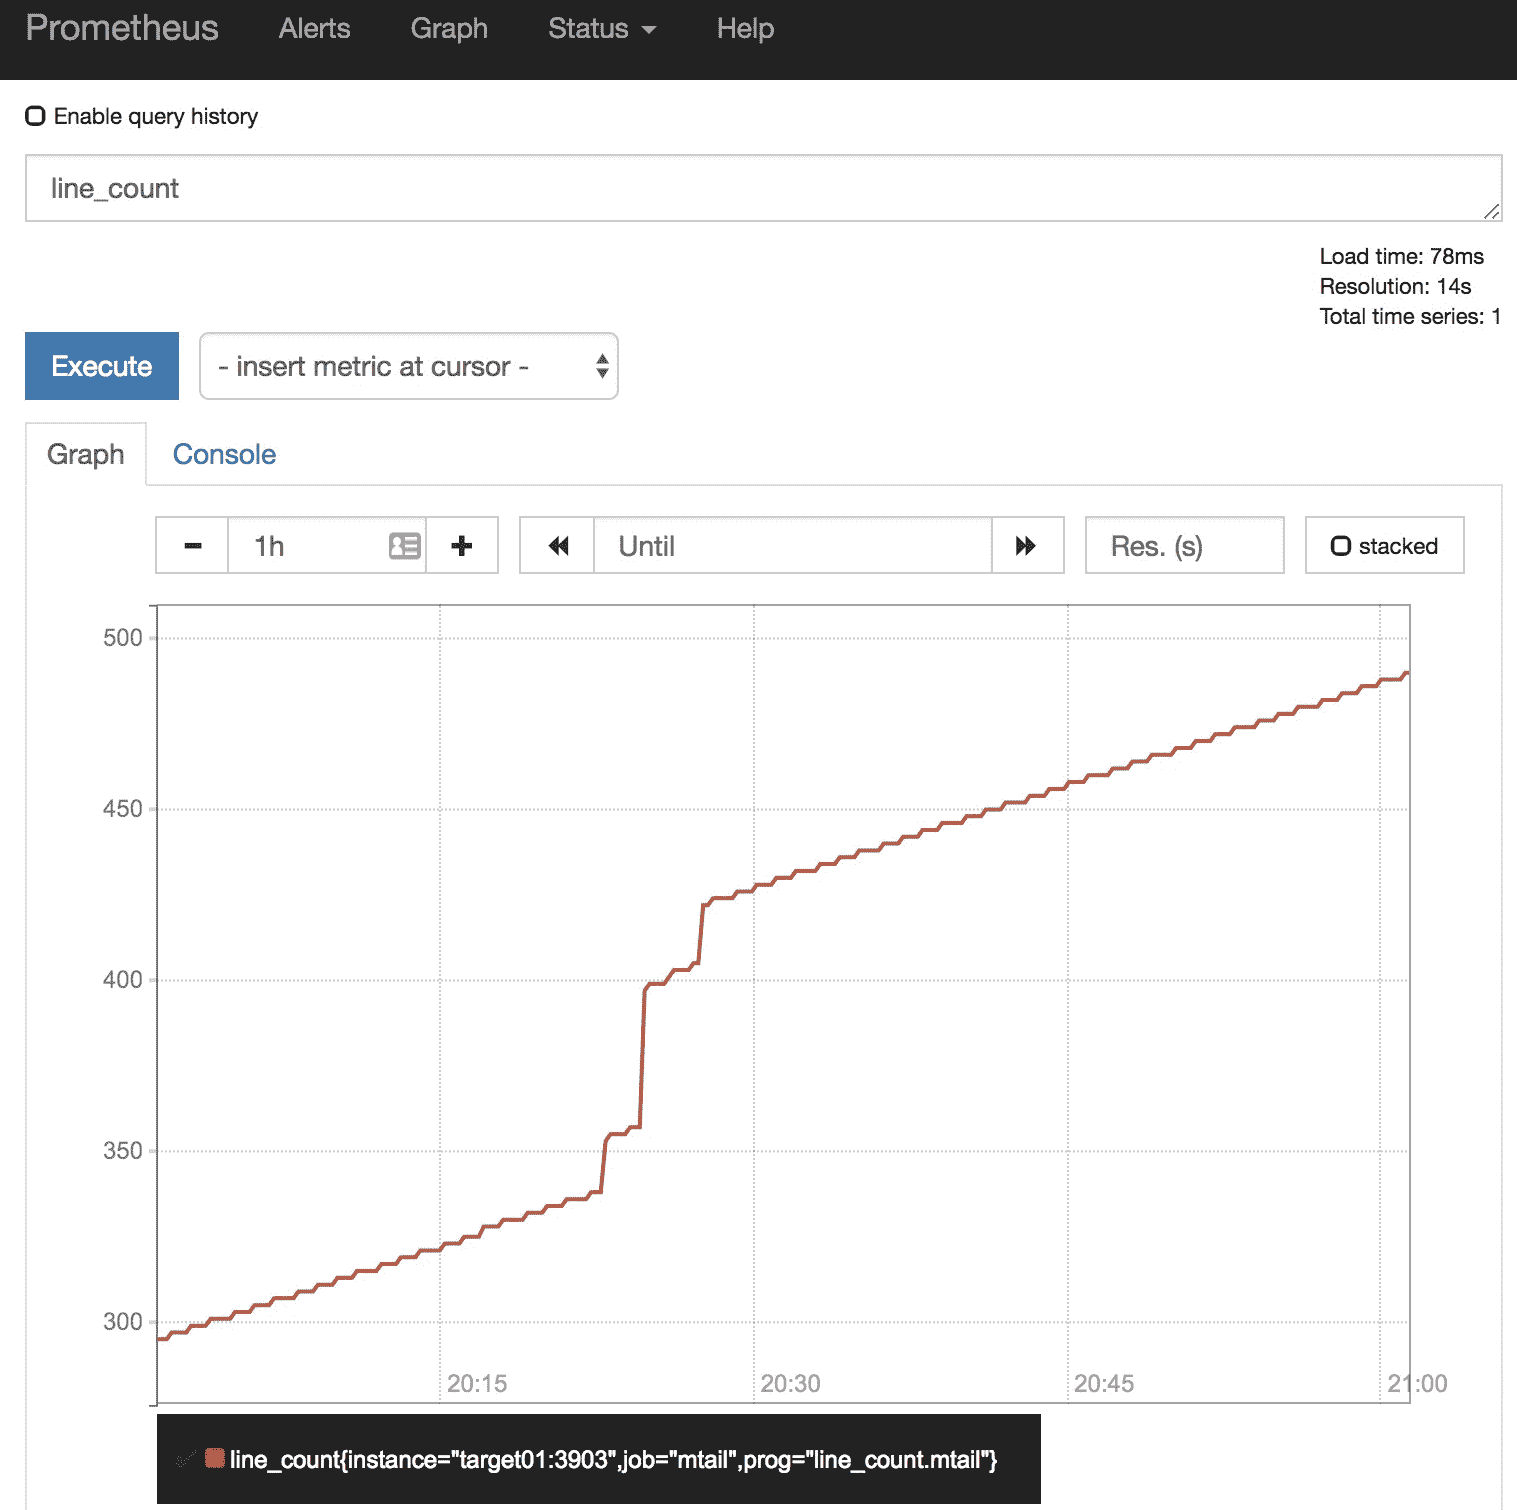 Prometheus Alerts Graph Status Help
Enable query history
line_count
Load time: 78ms
Resolution: 14s
Total time series: 1
Execute - insert metric at cursor -
Graph Console
1h Until Res. (s) stacked
500
450
400
350
300
20:15 20:30 20:45 21:00
line_count{instance="target01:3903",job="mtail",prog="line_count.mtail"}